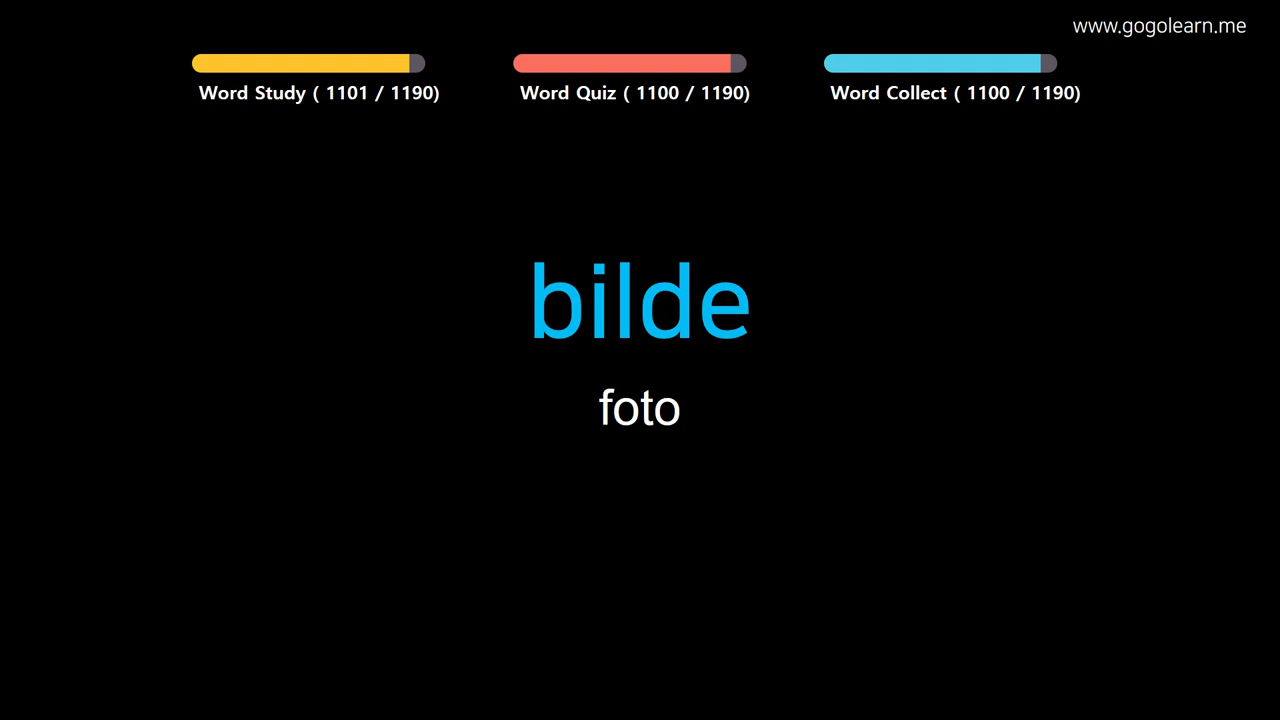 www.gogolearn.me
Word Study ( 1101 / 1190)
Word Quiz ( 1100 / 1190)
Word Collect ( 1100 / 1190)
bilde
foto